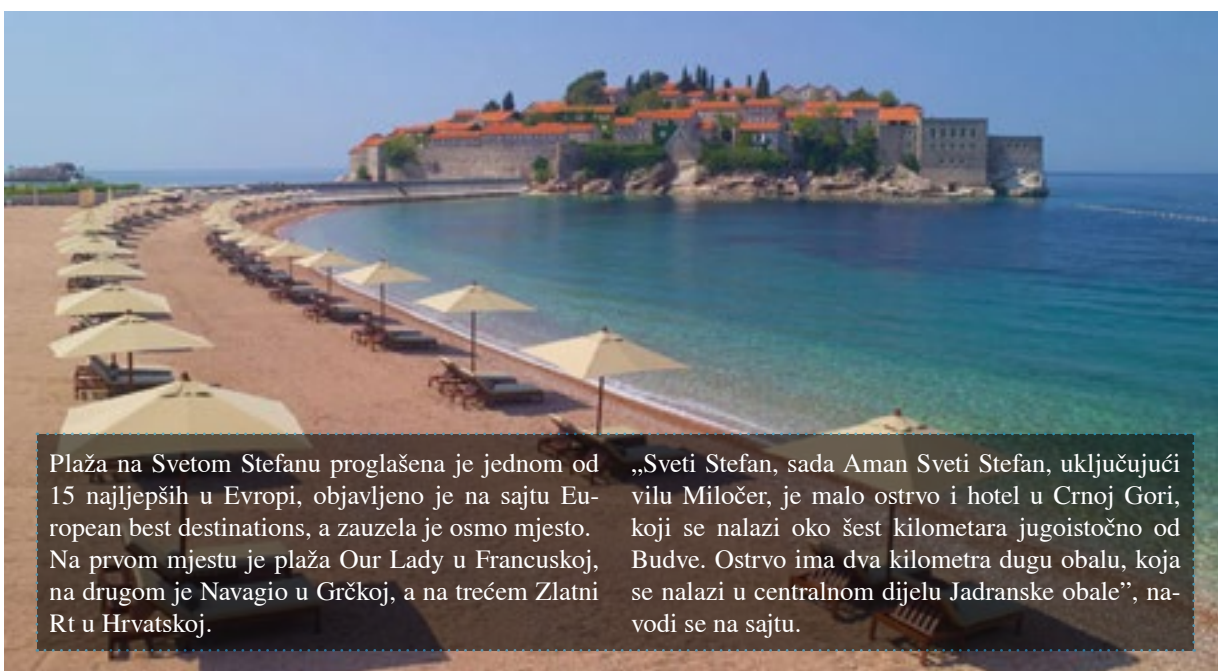 Plaža na Svetom Stefanu proglašena je jednom od
15 najljepših u Evropi, objavljeno je na sajtu Eu-
ropean best destinations, a zauzela je osmo mjesto.
Na prvom mjestu je plaža Our Lady u Francuskoj,
na drugom je Navagio u Grčkoj, a na trećem Zlatni
Rt u Hrvatskoj.
„Sveti Stefan, sada Aman Sveti Stefan, uključujući
vilu Miločer, je malo ostrvo i hotel u Crnoj Gori,
koji se nalazi oko šest kilometara jugoistočno od
Budve. Ostrvo ima dva kilometra dugu obalu, koja
se nalazi u centralnom dijelu Jadranske obale”, na-
vodi se na sajtu.